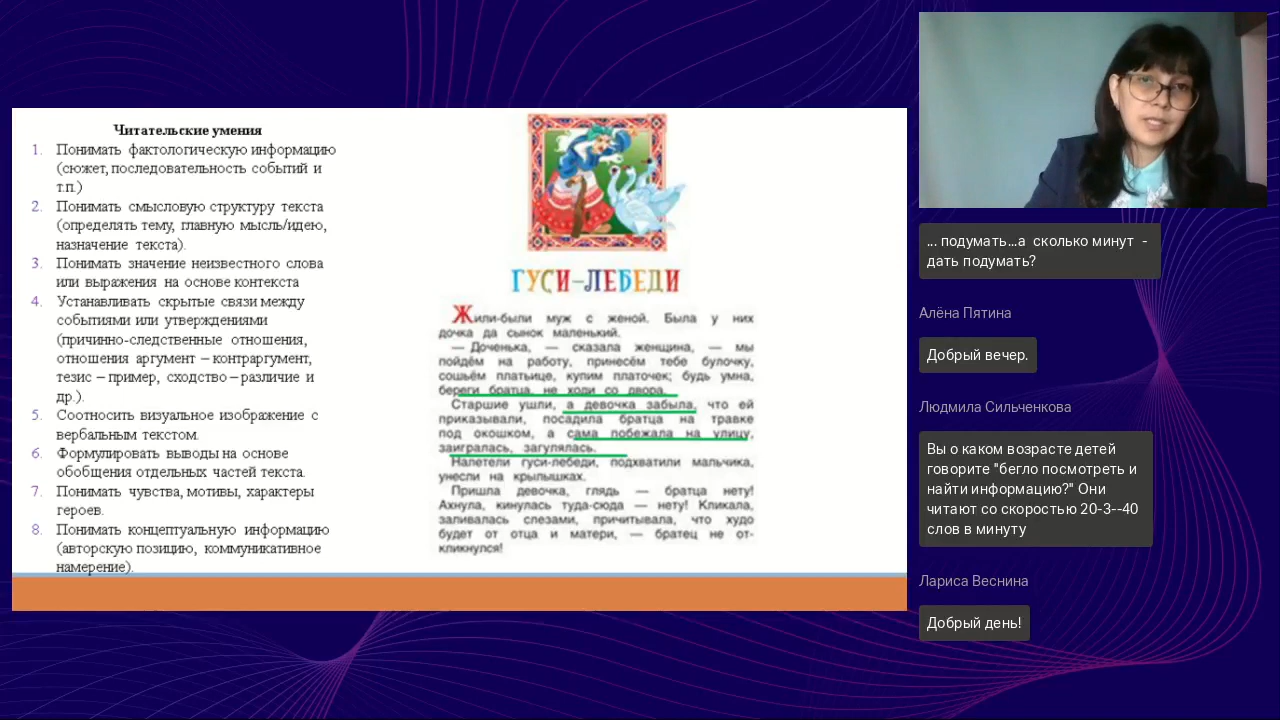 Читательские умения
1. Понимать фактологическую информацию
(сюжет, последовательность событий и
т.п.)
2. Понимать смысловую структуру текста
(определять тему, главную мысль/идею,
назначение текста).
3. Понимать значение неизвестного слова
или выражения на основе контекста
4. Устанавливать скрытые связи между
событиями или утверждениями
(причинно-следственные отношения,
отношения аргумент – контраргумент,
тезис – пример, сходство – различие и
др.).
5. Соотносить визуальное изображение с
вербальным текстом.
6. Формулировать выводы на основе
обобщения отдельных частей текста.
7. Понимать чувства, мотивы, характеры
героев.
8. Понимать концептуальную информацию
(авторскую позицию, коммуникативное
намерение).
ГУСИ-ЛЕБЕДИ
Жили-были муж с женой. Была у них
дочка да сынок маленький.
— Доченька, — сказала женщина, — мы
пойдём на работу, принесём тебе булочку,
сошьём платьице, купим платочек; будь умна,
береги братца, не ходи со двора.
Старшие ушли, а девочка забыла, что ей
приказывали, посадила братца на травке
под окошком, а сама побежала на улицу,
заигралась, загулялась.
Налетели гуси-лебеди, подхватили мальчика,
унесли на крылышках.
Пришла девочка, глядь — братца нету!
Ахнула, кинулась туда-сюда — нету! Кликала,
заливалась слезами, причитывала, что худо
будет от отца и матери, — братец не от-
кликнулся!
... подумать...а сколько минут -
дать подумать?
Алёна Пятина
Добрый вечер.
Людмила Сильченкова
Вы о каком возрасте детей
говорите "бегло посмотреть и
найти информацию?" Они
читают со скоростью 20-3--40
слов в минуту
Лариса Веснина
Добрый день!